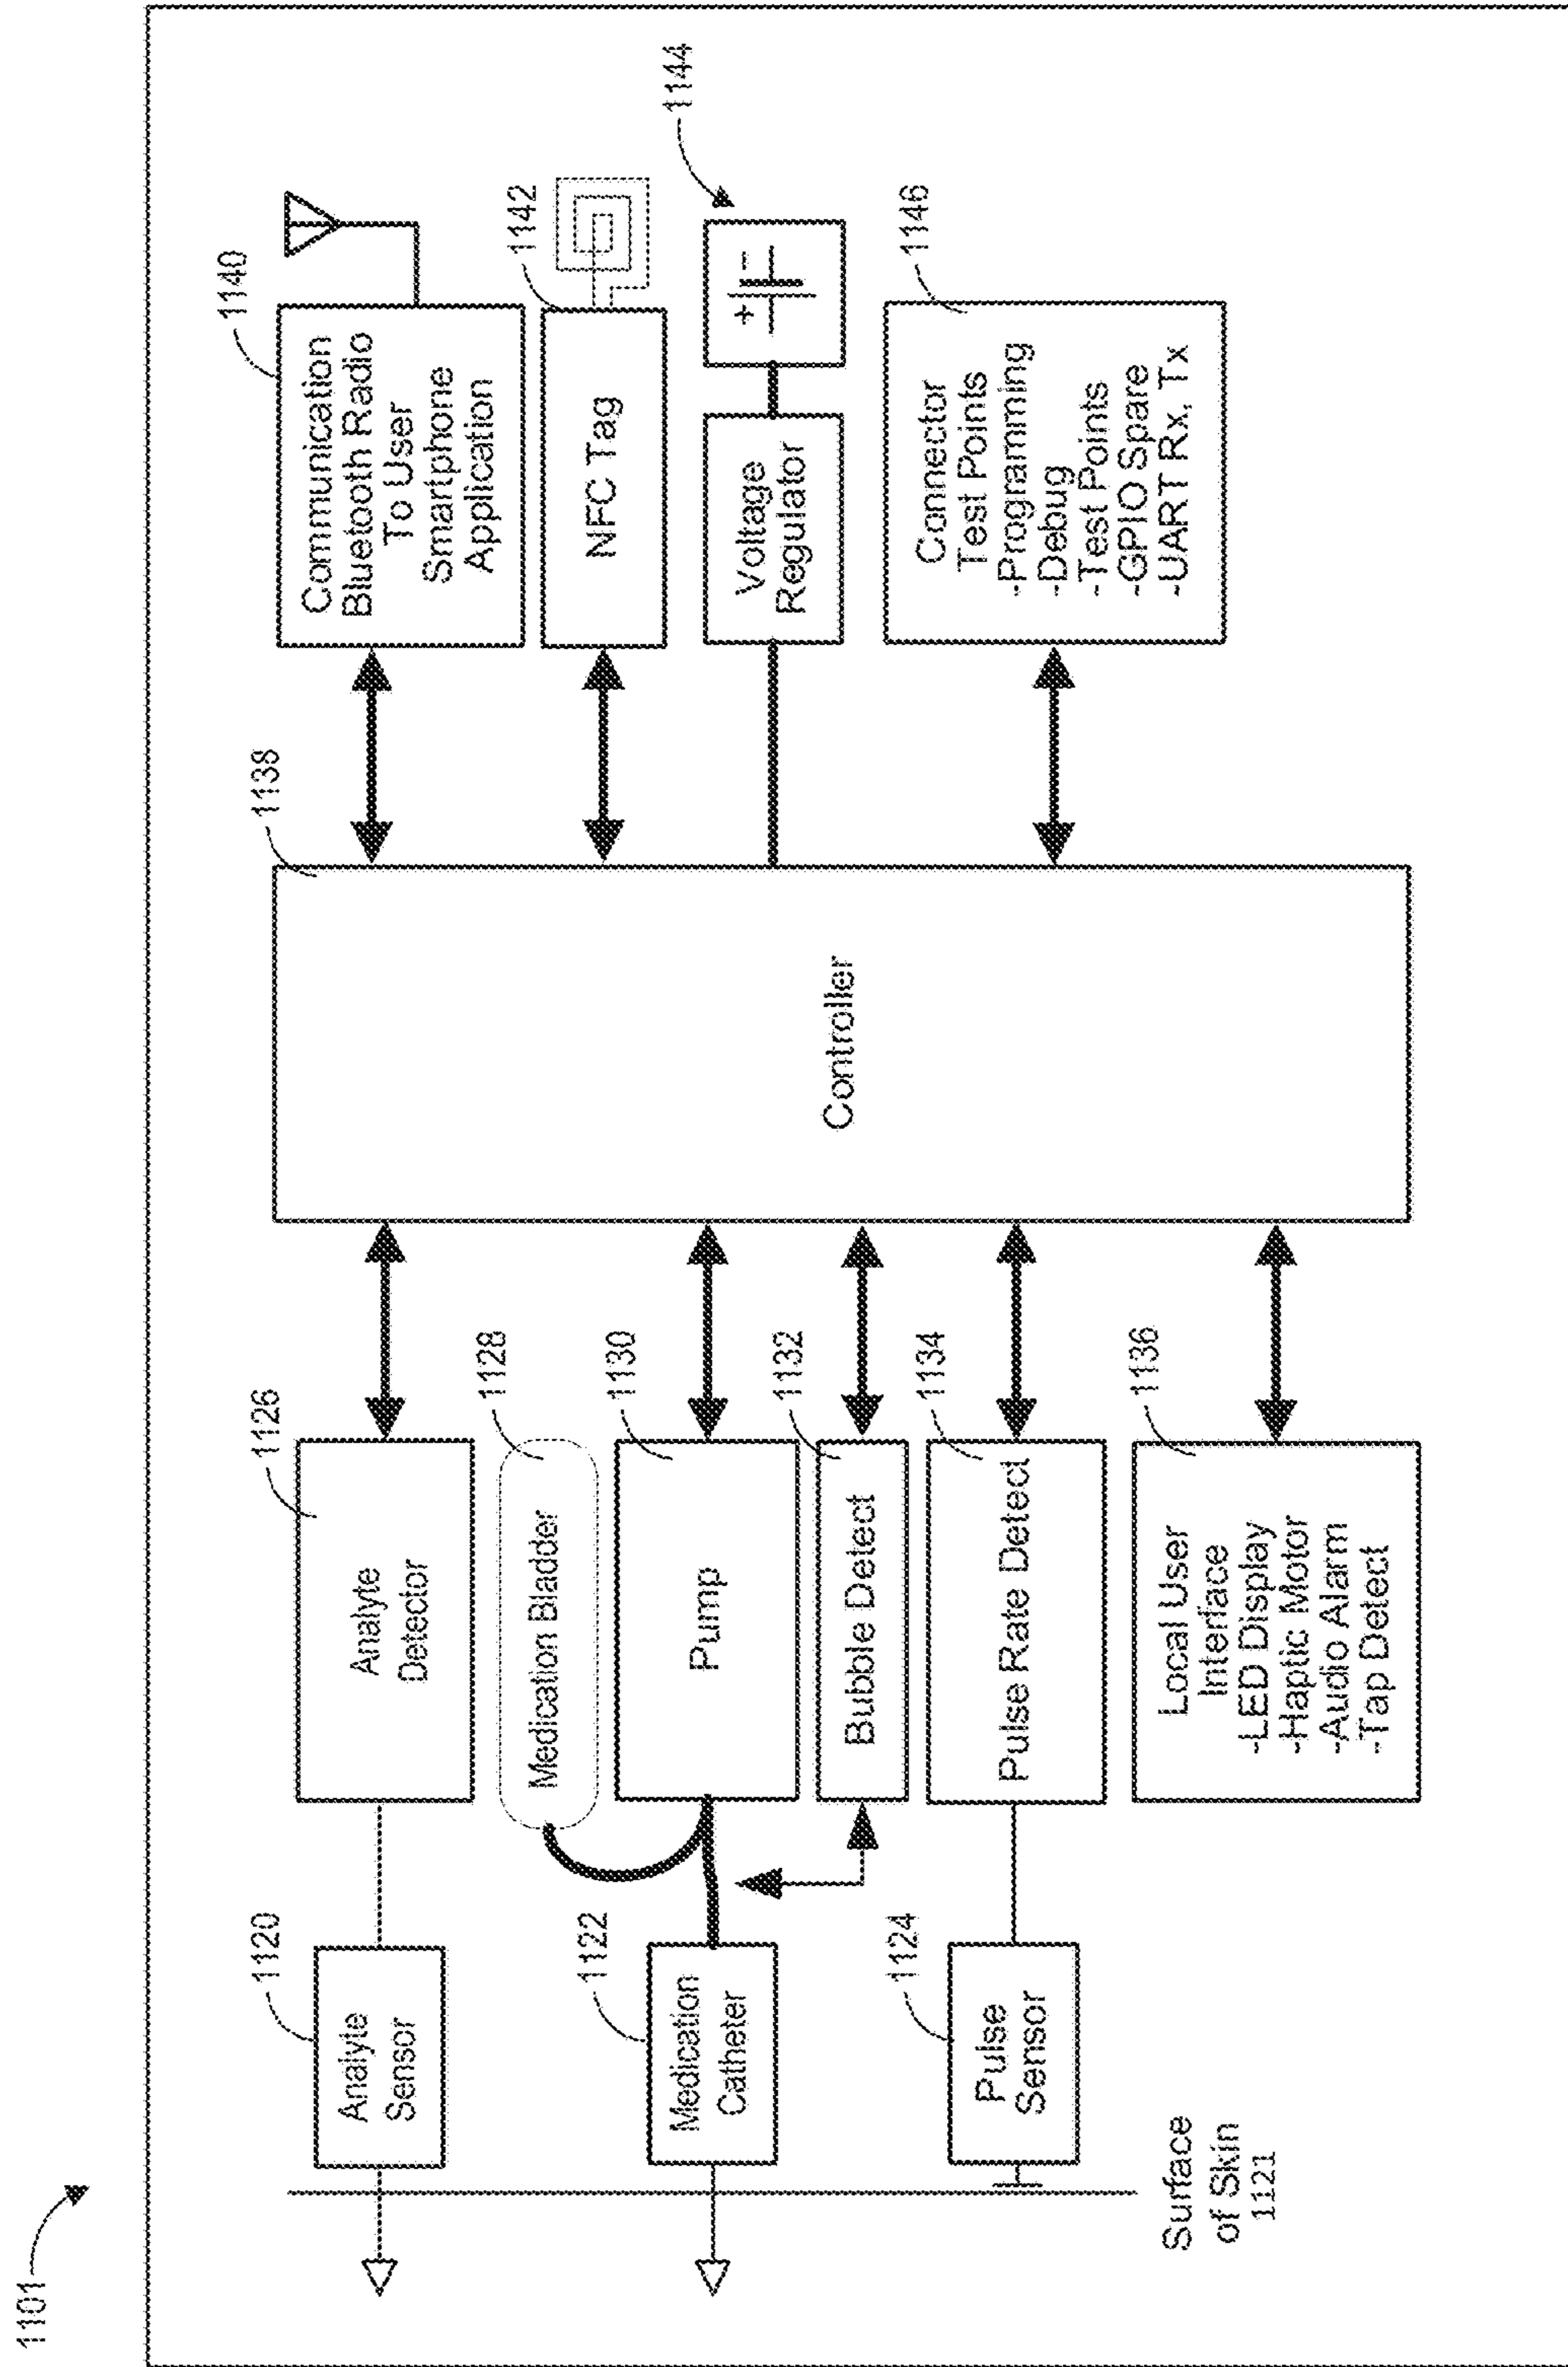 1101
1120
Analyte
Sensor
1126
Analyte
Detector
1128
Medication Bladder
1122
Medication
Catheter
1130
Pump
1132
Bubble Detect
1124
Pulse
Sensor
1134
Pulse Rate Detect
Surface
of Skin
1121
1136
Local User
Interface
-LED Display
-Haptic Motor
-Audio Alarm
-Tap Detect
1138
Controller
1140
Communication
Bluetooth Radio
To User
Smartphone
Application
1142
NFC Tag
1144
Voltage
Regulator
+ -
1146
Connector
Test Points
-Programming
-Debug
-Test Points
-GPIO Spare
-UART Rx, Tx